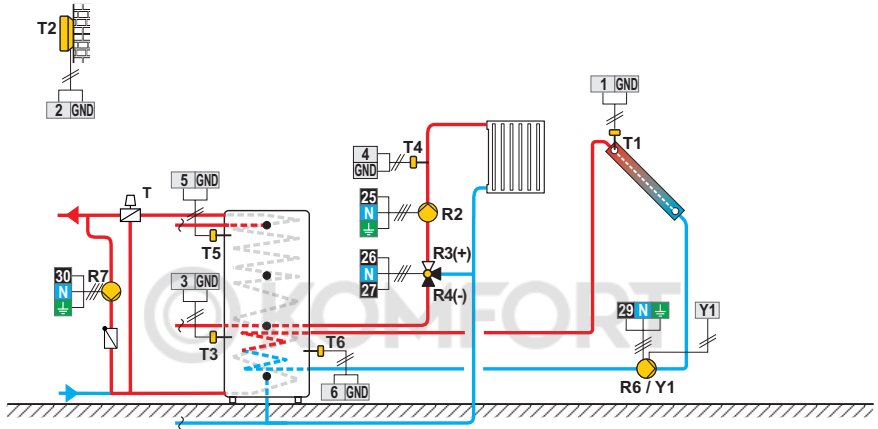 T2
2 GND
1 GND
T1
4
GND
T4
5 GND
T
25
N
R2
T5
26
N
27
R3(+)
R4(-)
30
N
R7
3 GND
T3
T6
6 GND
29 N
Y1
R6 / Y1
KOMFORT